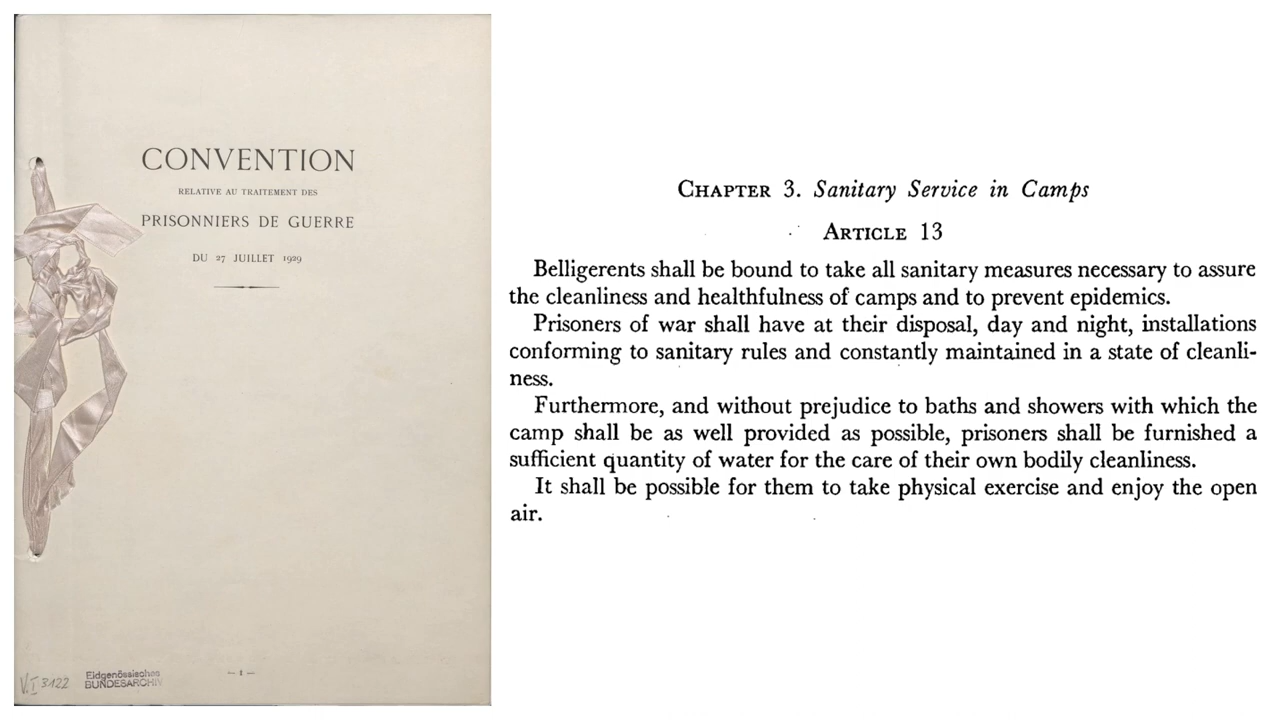 CONVENTION
RELATIVE AU TRAITEMENT DES
PRISONNIERS DE GUERRE
DU 27 JUILLET 1929
— 1 —
V.I 3122
Eidgenössisches
BUNDESARCHIV
CHAPTER 3. Sanitary Service in Camps
ARTICLE 13
Belligerents shall be bound to take all sanitary measures necessary to assure
the cleanliness and healthfulness of camps and to prevent epidemics.
Prisoners of war shall have at their disposal, day and night, installations
conforming to sanitary rules and constantly maintained in a state of cleanli-
ness.
Furthermore, and without prejudice to baths and showers with which the
camp shall be as well provided as possible, prisoners shall be furnished a
sufficient quantity of water for the care of their own bodily cleanliness.
It shall be possible for them to take physical exercise and enjoy the open
air.